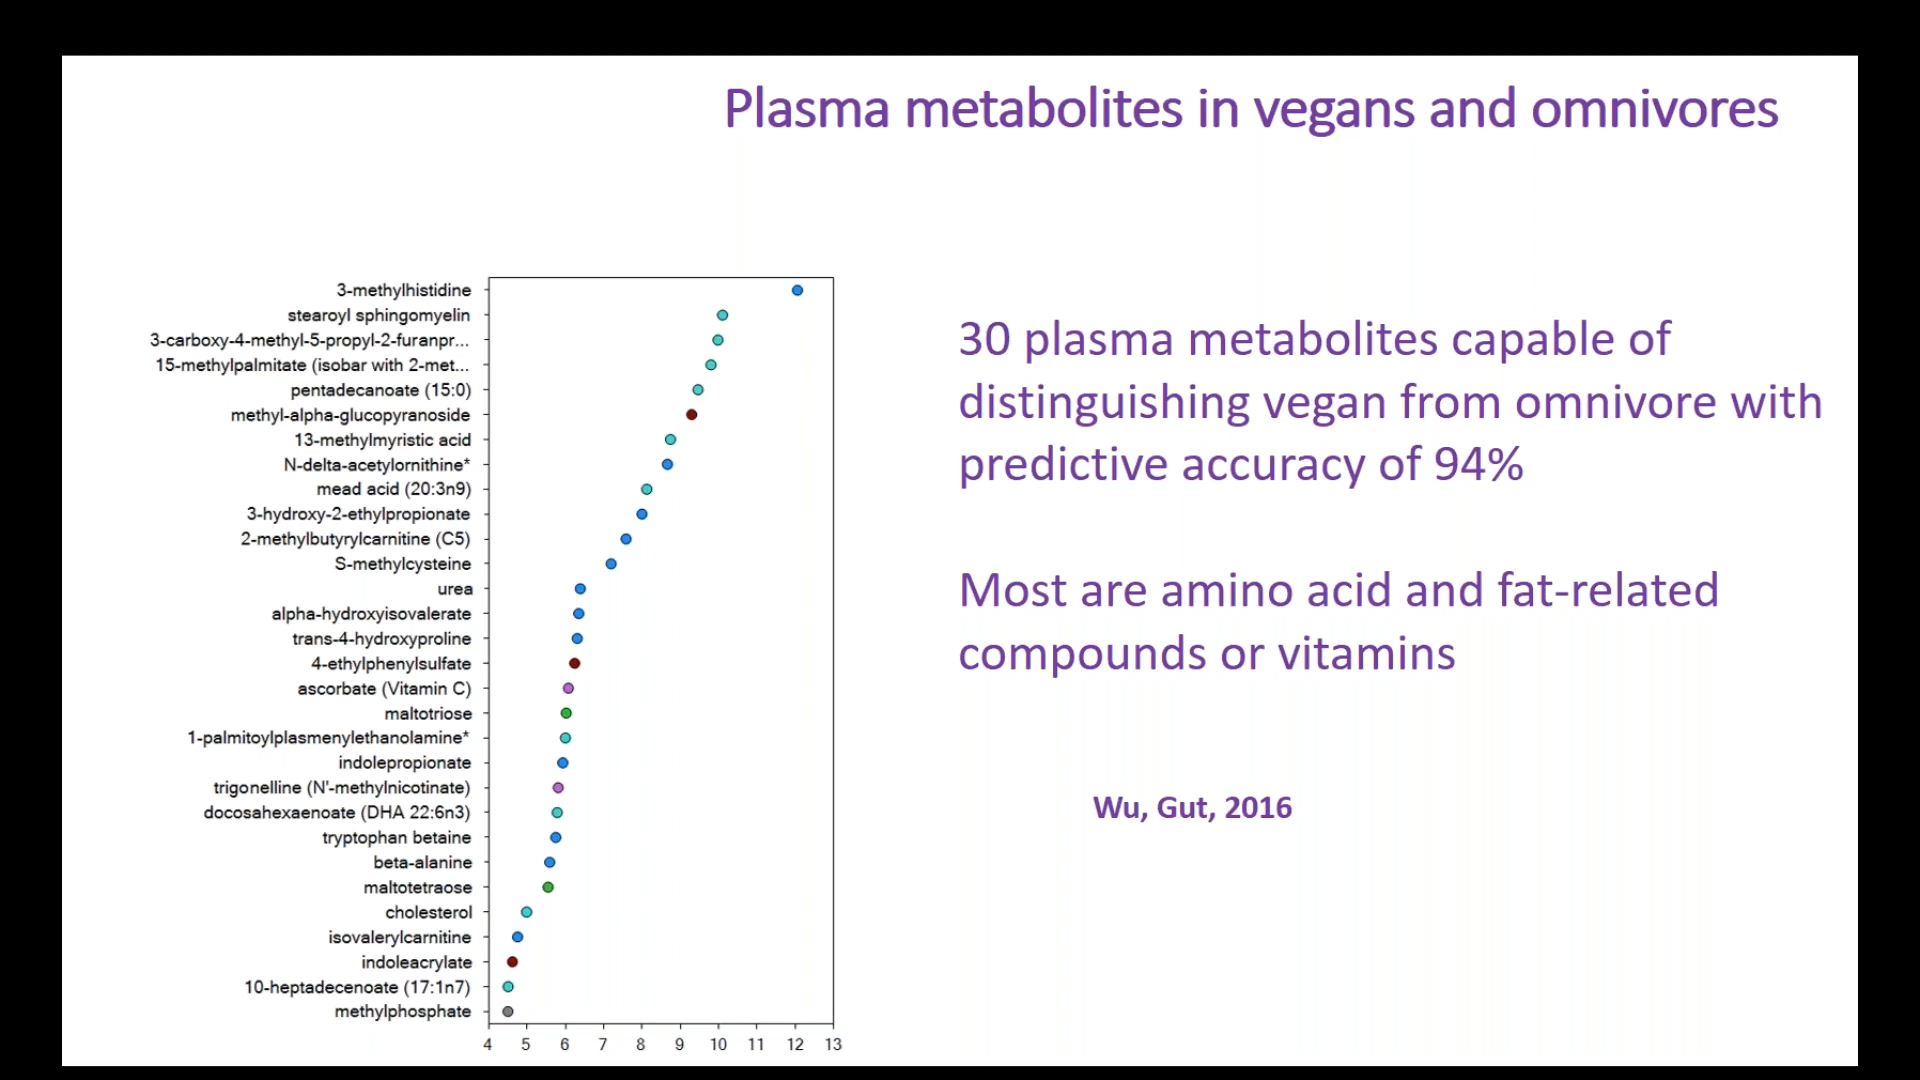 Plasma metabolites in vegans and omnivores
3-methylhistidine
stearoyl sphingomyelin
3-carboxy-4-methyl-5-propyl-2-furanpr...
15-methylpalmitate (isobar with 2-met...
pentadecanoate (15:0)
methyl-alpha-glucopyranoside
13-methylmyristic acid
N-delta-acetylornithine*
mead acid (20:3n9)
3-hydroxy-2-ethylpropionate
2-methylbutyrylcarnitine (C5)
S-methylcysteine
urea
alpha-hydroxyisovalerate
trans-4-hydroxyproline
4-ethylphenylsulfate
ascorbate (Vitamin C)
maltotriose
1-palmitoylplasmenylethanolamine*
indolepropionate
trigonelline (N'-methylnicotinate)
docosahexaenoate (DHA 22:6n3)
tryptophan betaine
beta-alanine
maltotetraose
cholesterol
isovalerylcarnitine
indoleacrylate
10-heptadecenoate (17:1n7)
methylphosphate
4 5 6 7 8 9 10 11 12 13
30 plasma metabolites capable of
distinguishing vegan from omnivore with
predictive accuracy of 94%
Most are amino acid and fat-related
compounds or vitamins
Wu, Gut, 2016